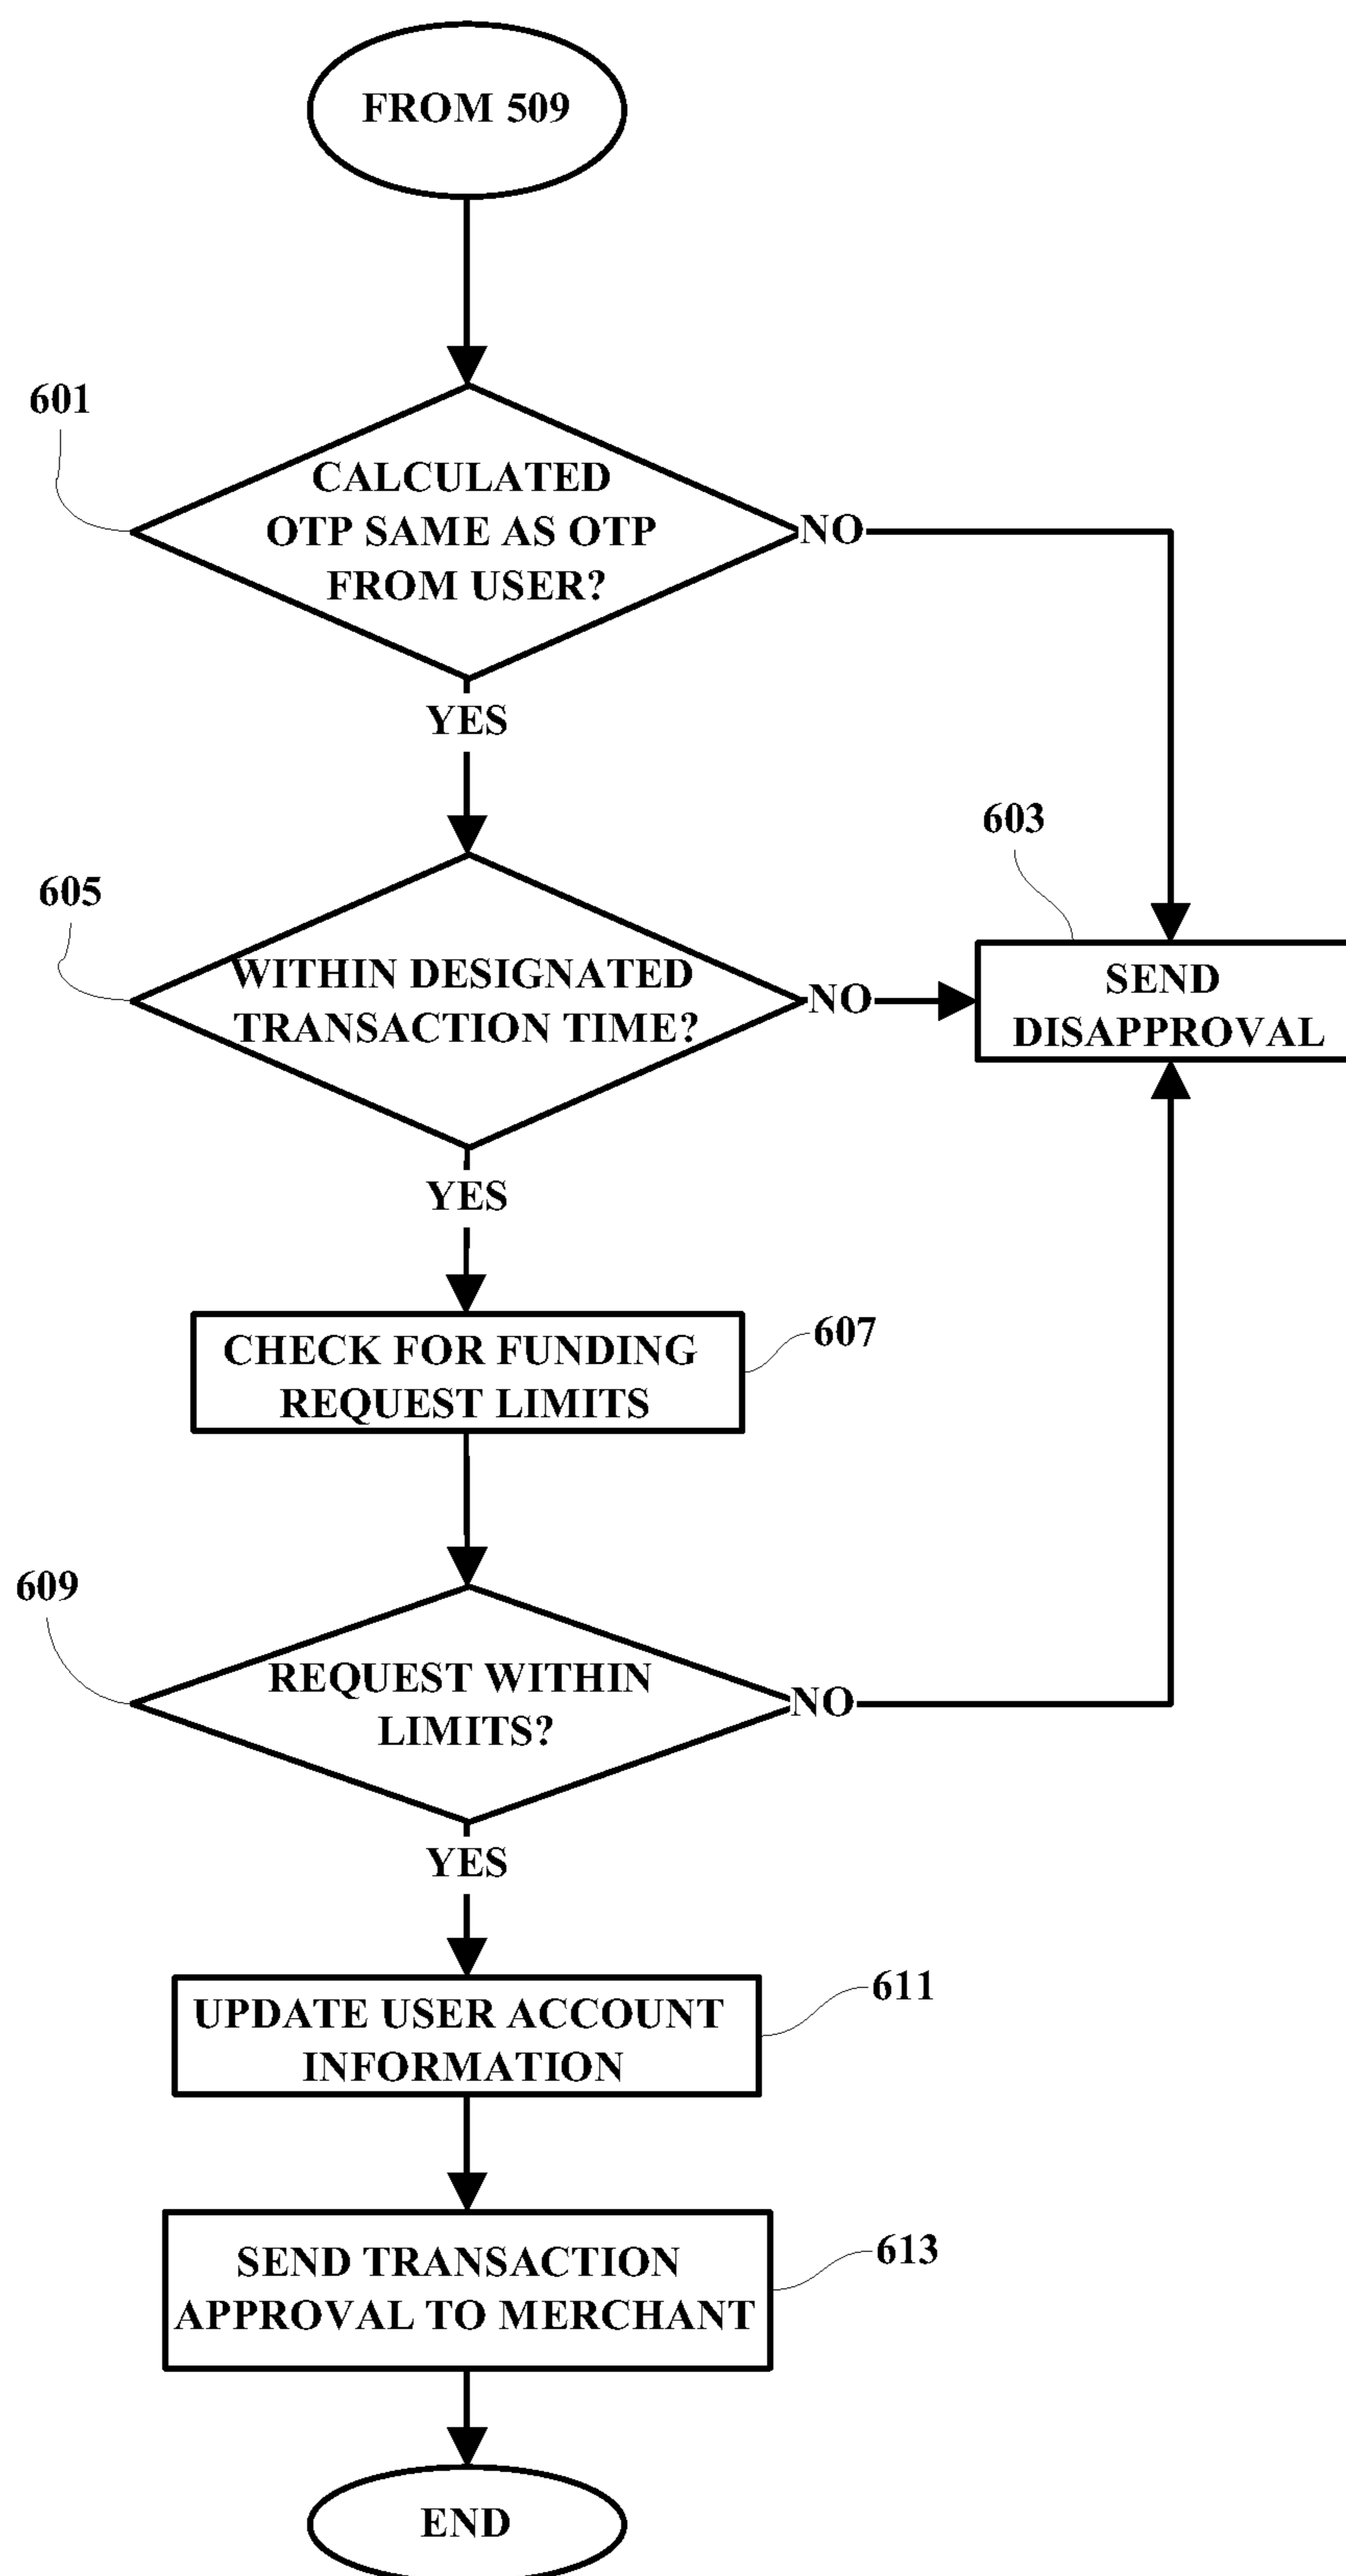 FROM 509
601
CALCULATED
OTP SAME AS OTP
FROM USER?
NO
YES
603
605
WITHIN DESIGNATED
TRANSACTION TIME?
NO
SEND
DISAPPROVAL
YES
CHECK FOR FUNDING
REQUEST LIMITS
607
609
REQUEST WITHIN
LIMITS?
NO
YES
UPDATE USER ACCOUNT
INFORMATION
611
SEND TRANSACTION
APPROVAL TO MERCHANT
613
END